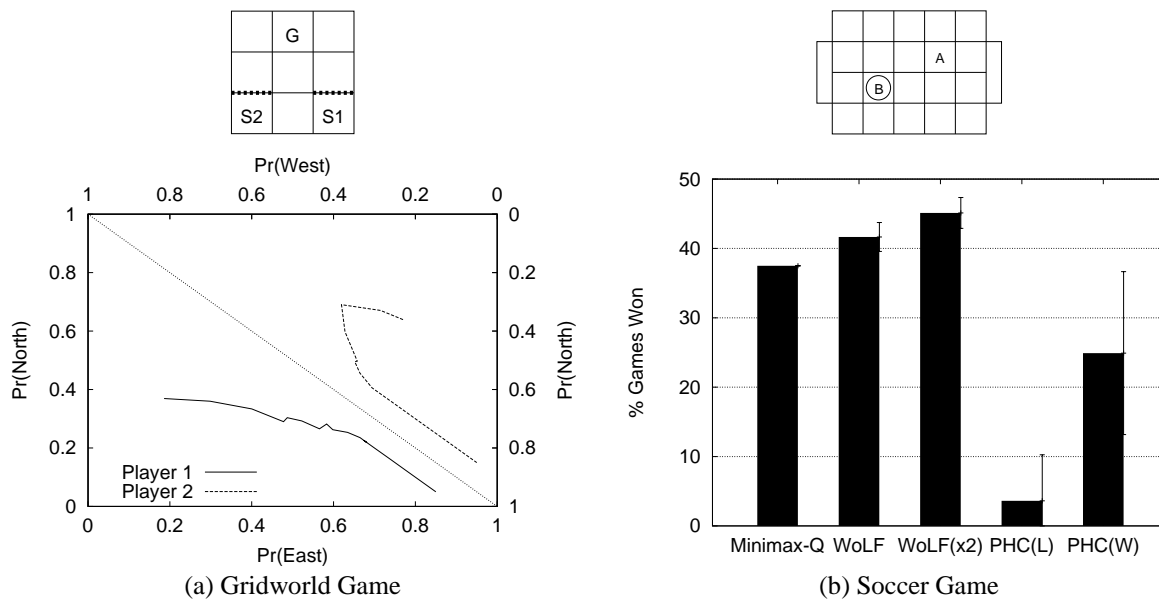 G
S2 S1
Pr(West)
1 0.8 0.6 0.4 0.2 0
1 0
0.8 0.2
0.6 0.4
0.4 0.6
0.2 0.8
0 1
Pr(North)
Pr(North)
Player 1
Player 2
0 0.2 0.4 0.6 0.8 1
Pr(East)
(a) Gridworld Game
A
B
50
40
30
20
10
0
% Games Won
Minimax-Q WoLF WoLF(x2) PHC(L) PHC(W)
(b) Soccer Game